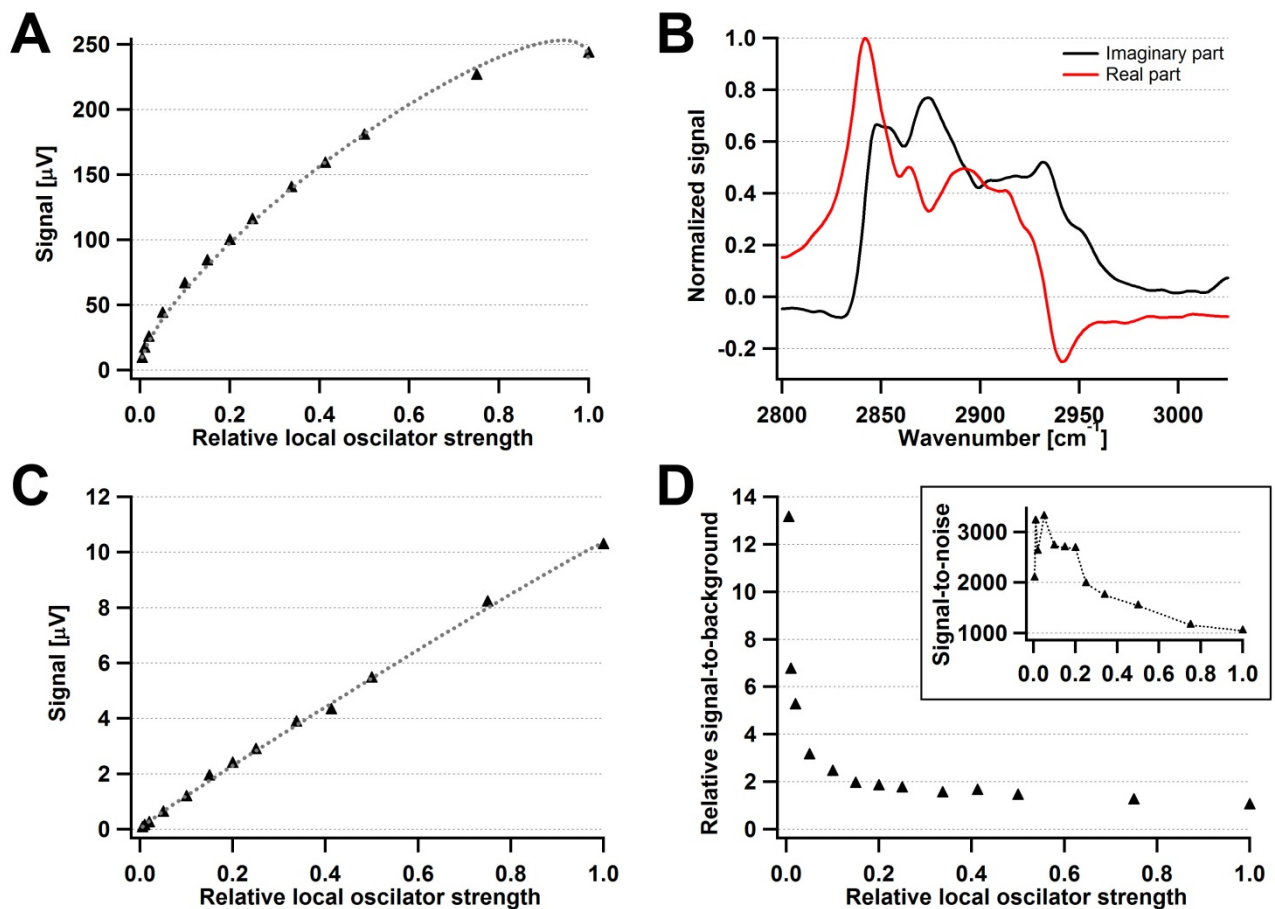 A
Signal [µV]
250
200
150
100
50
0
0.0 0.2 0.4 0.6 0.8 1.0
Relative local oscilator strength
B
Normalized signal
1.0
0.8
0.6
0.4
0.2
0.0
-0.2
Imaginary part
Real part
2800 2850 2900 2950 3000
Wavenumber [cm⁻¹]
C
Signal [µV]
12
10
8
6
4
2
0
0.0 0.2 0.4 0.6 0.8 1.0
Relative local oscilator strength
D
Relative signal-to-background
14
12
10
8
6
4
2
0
0.0 0.2 0.4 0.6 0.8 1.0
Relative local oscilator strength
Signal-to-noise
3000
2000
1000
0.0 0.2 0.4 0.6 0.8 1.0